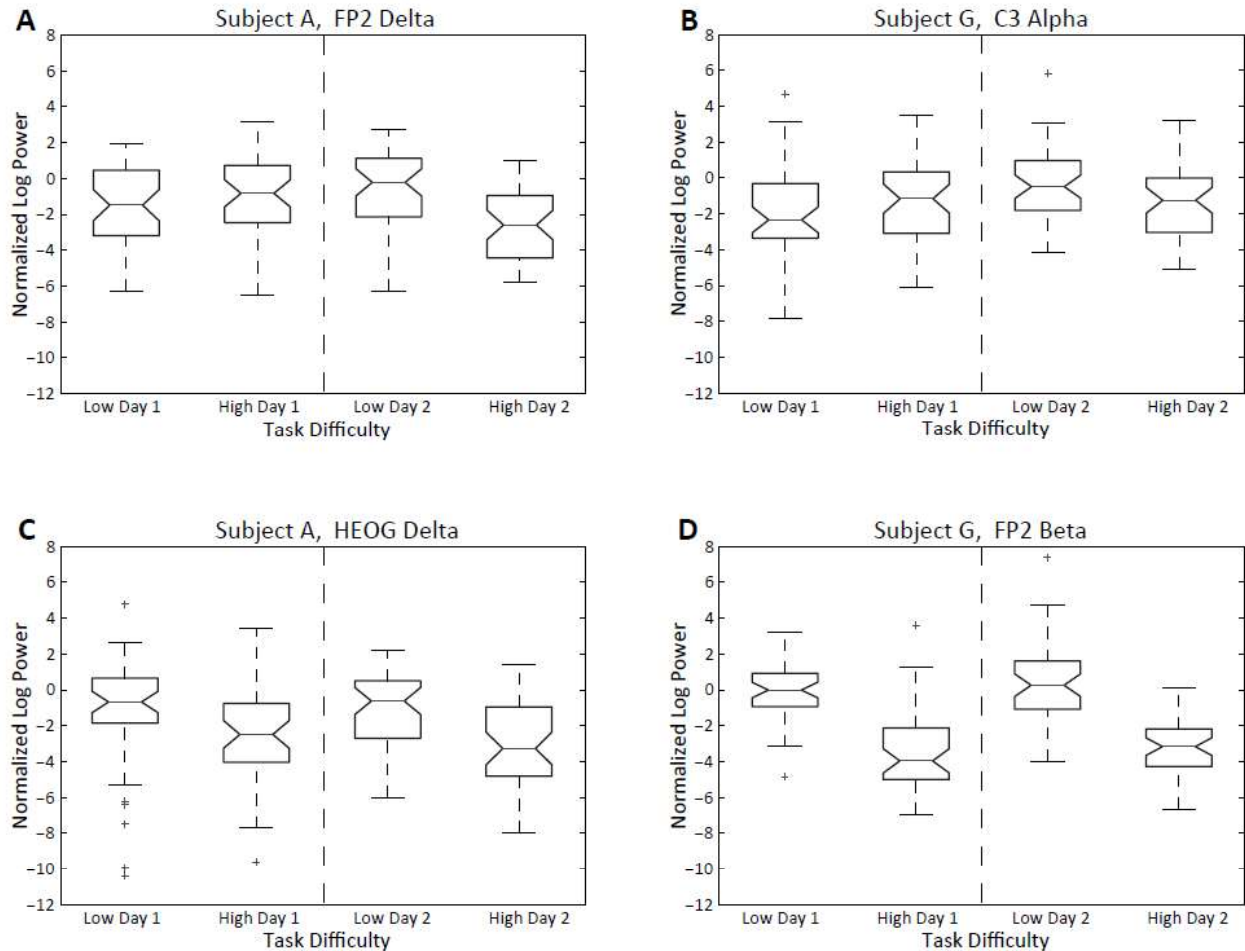 A
Subject A, FP2 Delta
Normalized Log Power
8
6
4
2
0
−2
−4
−6
−8
−10
−12
Low Day 1 High Day 1 Low Day 2 High Day 2
Task Difficulty
B
Subject G, C3 Alpha
Normalized Log Power
8
6
4
2
0
−2
−4
−6
−8
−10
−12
Low Day 1 High Day 1 Low Day 2 High Day 2
Task Difficulty
C
Subject A, HEOG Delta
Normalized Log Power
8
6
4
2
0
−2
−4
−6
−8
−10
−12
Low Day 1 High Day 1 Low Day 2 High Day 2
Task Difficulty
D
Subject G, FP2 Beta
Normalized Log Power
8
6
4
2
0
−2
−4
−6
−8
−10
−12
Low Day 1 High Day 1 Low Day 2 High Day 2
Task Difficulty